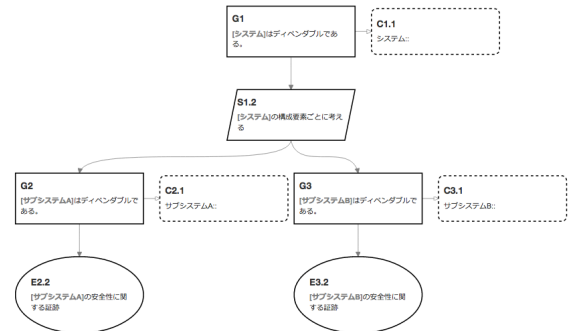 G1
[システム]はディペンダブルであ
る。
C1.1
システム::
S1.2
[システム]の構成要素ごとに考え
る
G2
[サブシステムA]はディペンダブルで
ある。
C2.1
サブシステムA::
G3
[サブシステムB]はディペンダブルで
ある。
C3.1
サブシステムB::
E2.2
[サブシステムA]の安全性に関
する証跡
E3.2
[サブシステムB]の安全性に関
する証跡